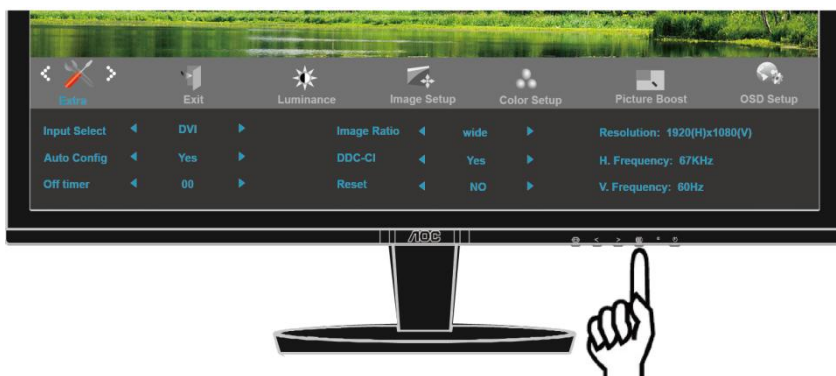 Extra Exit Luminance Image Setup Color Setup Picture Boost OSD Setup
Input Select DVI Image Ratio wide Resolution: 1920(H)x1080(V)
Auto Config Yes DDC-CI Yes H. Frequency: 67KHz
Off timer 00 Reset NO V. Frequency: 60Hz
AOC